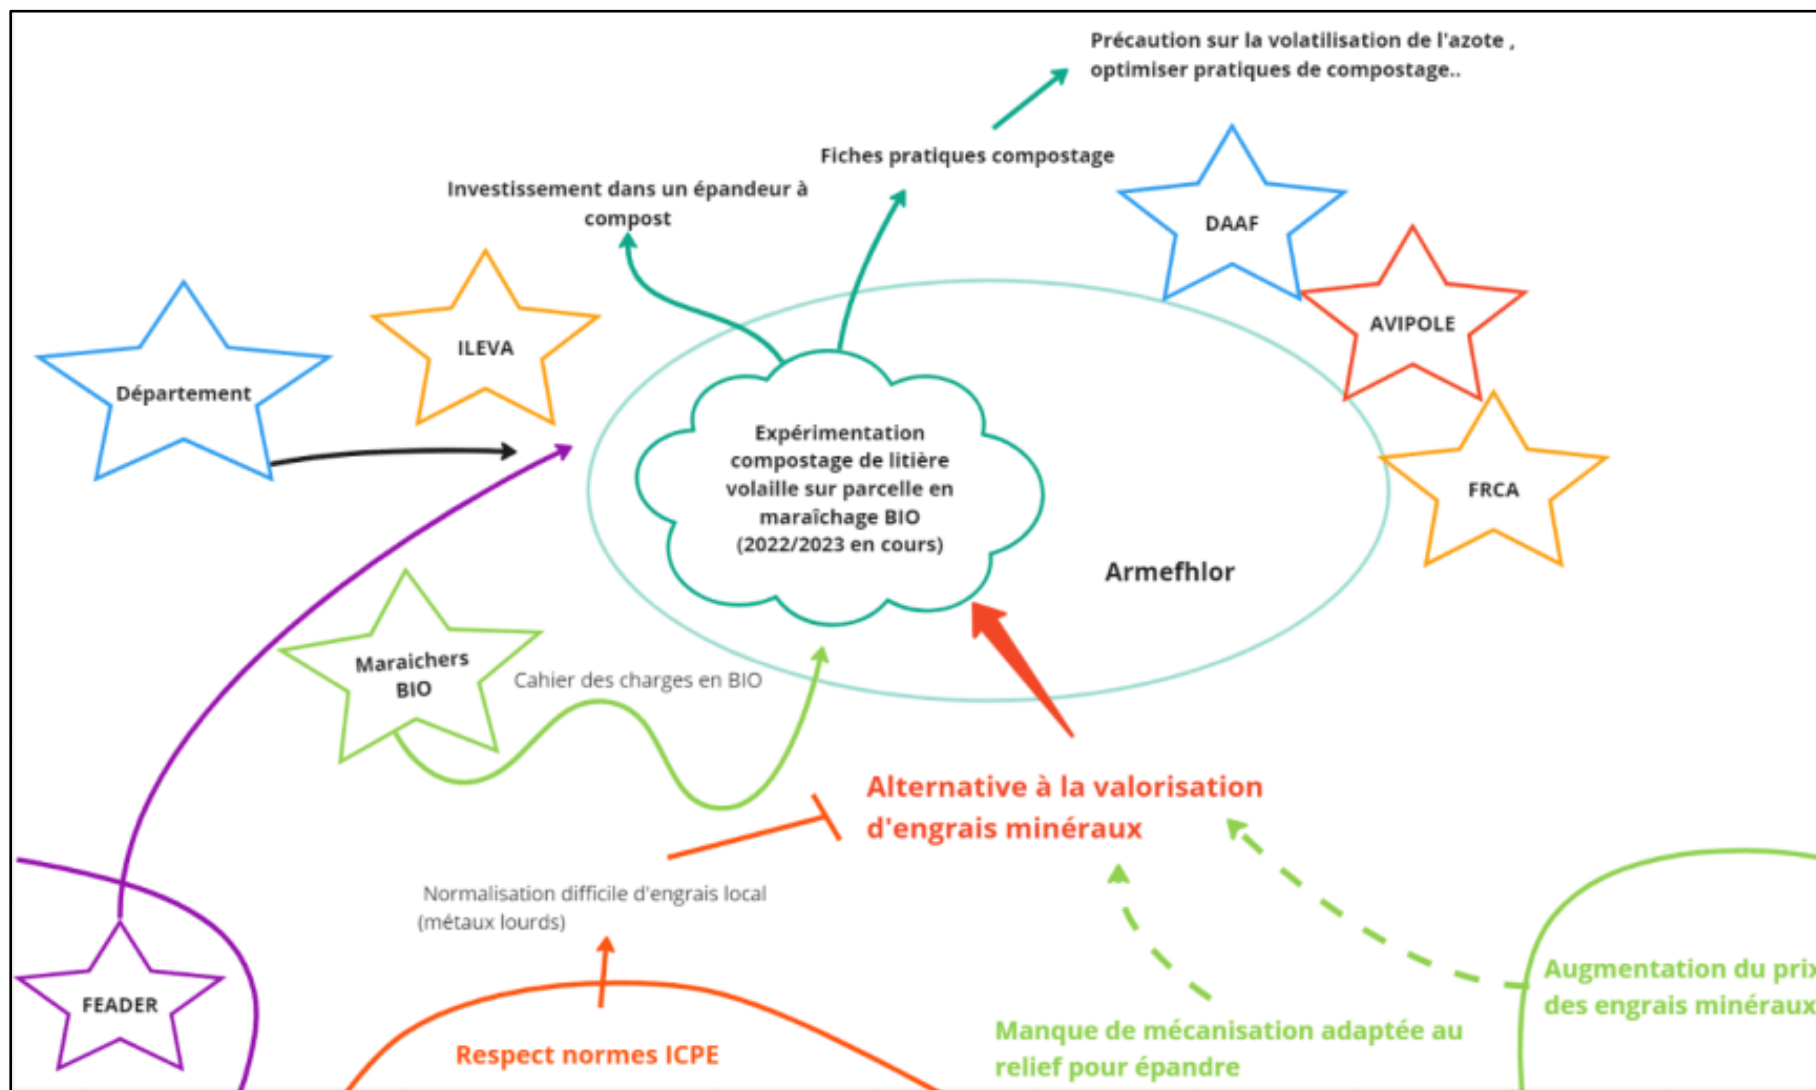 Précaution sur la volatilisation de l'azote ,
optimiser pratiques de compostage..
Fiches pratiques compostage
Investissement dans un épandeur à
compost
DAAF
ILEVA
AVIPOLE
Département
Expérimentation
compostage de litière
volaille sur parcelle en
maraîchage BIO
(2022/2023 en cours)
FRCA
Armefhlor
Maraichers
BIO
Cahier des charges en BIO
Alternative à la valorisation
d'engrais minéraux
Normalisation difficile d'engrais local
(métaux lourds)
FEADER
Augmentation du prix
des engrais minéraux
Respect normes ICPE
Manque de mécanisation adaptée au
relief pour épandre